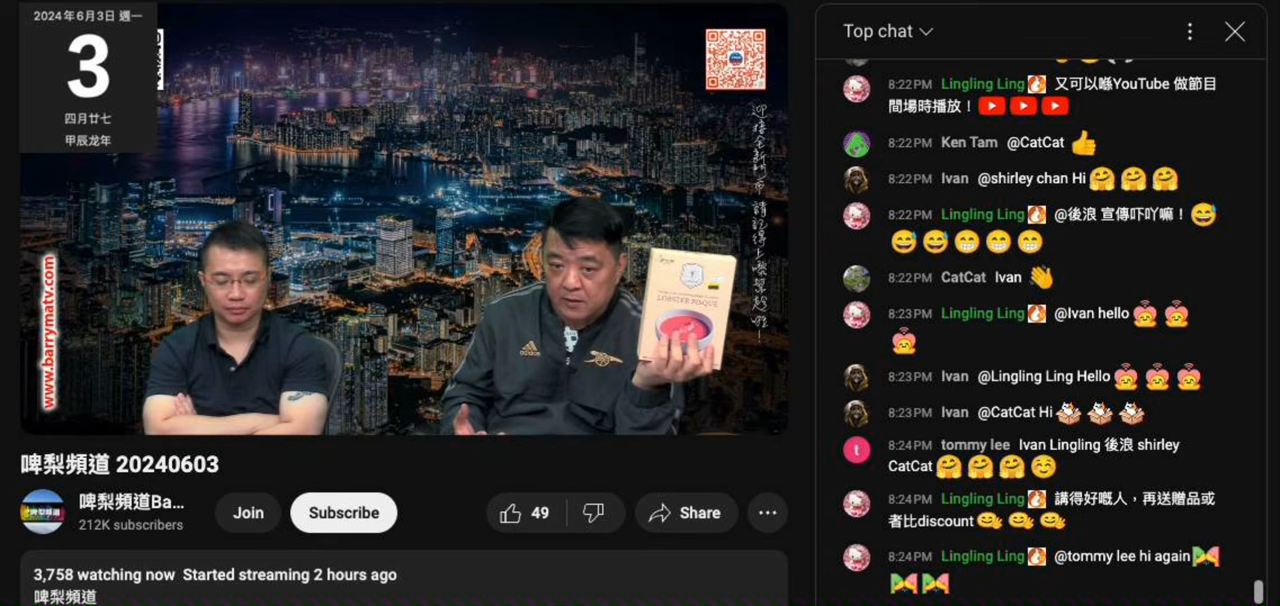 2024年6月3日 週一
3
四月廿七
甲辰龙年
www.barrymatv.com
LOBSTER BISQUE
adidas
啤梨頻道 20240603
啤梨頻道Ba...
212K subscribers
Join
Subscribe
49
Share
3,758 watching now Started streaming 2 hours ago
啤梨頻道
Top chat
8:22 PM Lingling Ling 又可以喺YouTube 做節目
間場時播放！
8:22 PM Ken Tam @CatCat 👍
8:22 PM Ivan @shirley chan Hi 🤗 🤗 🤗
8:22 PM Lingling Ling @後浪 宣傳吓吖嘛！ 😅
😅 😅 😁 😁 😁
8:22 PM CatCat Ivan 👋
8:23 PM Lingling Ling @Ivan hello
8:23 PM Ivan @Lingling Ling Hello
8:23 PM Ivan @CatCat Hi
t
8:24 PM tommy lee Ivan Lingling 後浪 shirley
CatCat 🤗 🤗 🤗 ☺️
8:24 PM Lingling Ling 講得好嘅人，再送贈品或
者比discount
8:24 PM Lingling Ling @tommy lee hi again